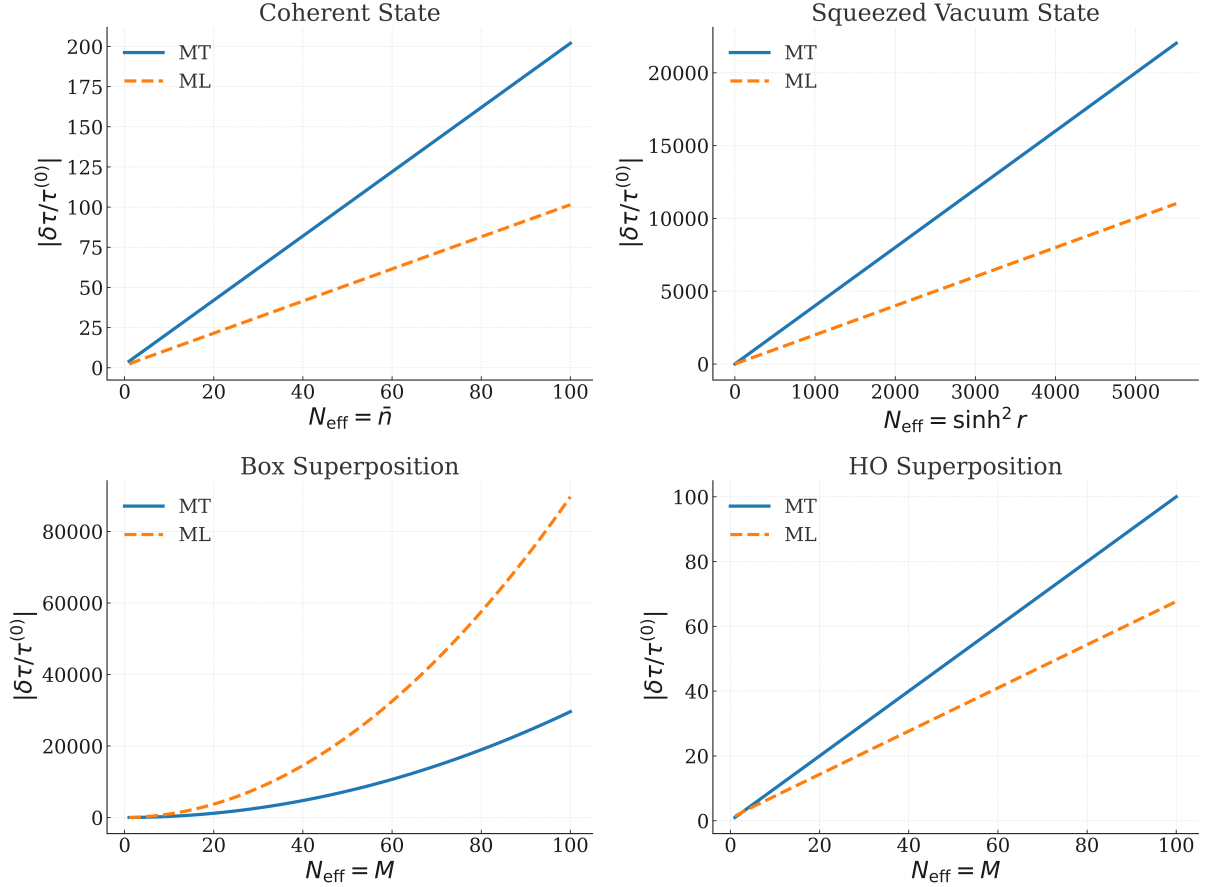 Coherent State
MT
ML
200
175
150
125
100
75
50
25
0
|δτ/τ⁽⁰⁾|
0 20 40 60 80 100
N_eff = n̄
Squeezed Vacuum State
MT
ML
20000
15000
10000
5000
0
|δτ/τ⁽⁰⁾|
0 1000 2000 3000 4000 5000
N_eff = sinh² r
Box Superposition
MT
ML
80000
60000
40000
20000
0
|δτ/τ⁽⁰⁾|
0 20 40 60 80 100
N_eff = M
HO Superposition
MT
ML
100
80
60
40
20
0
|δτ/τ⁽⁰⁾|
0 20 40 60 80 100
N_eff = M